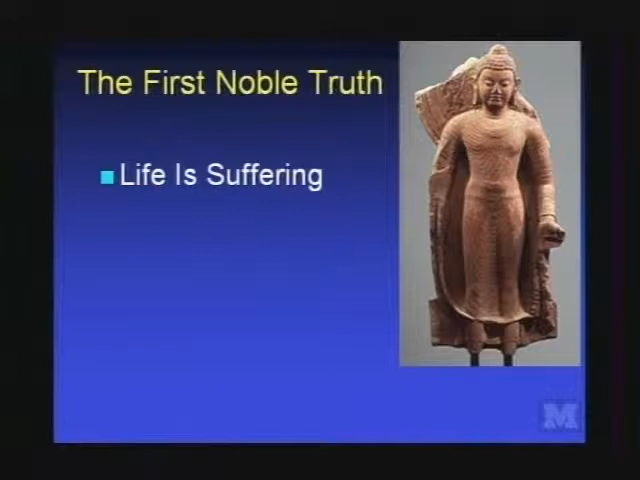 The First Noble Truth
Life Is Suffering
M